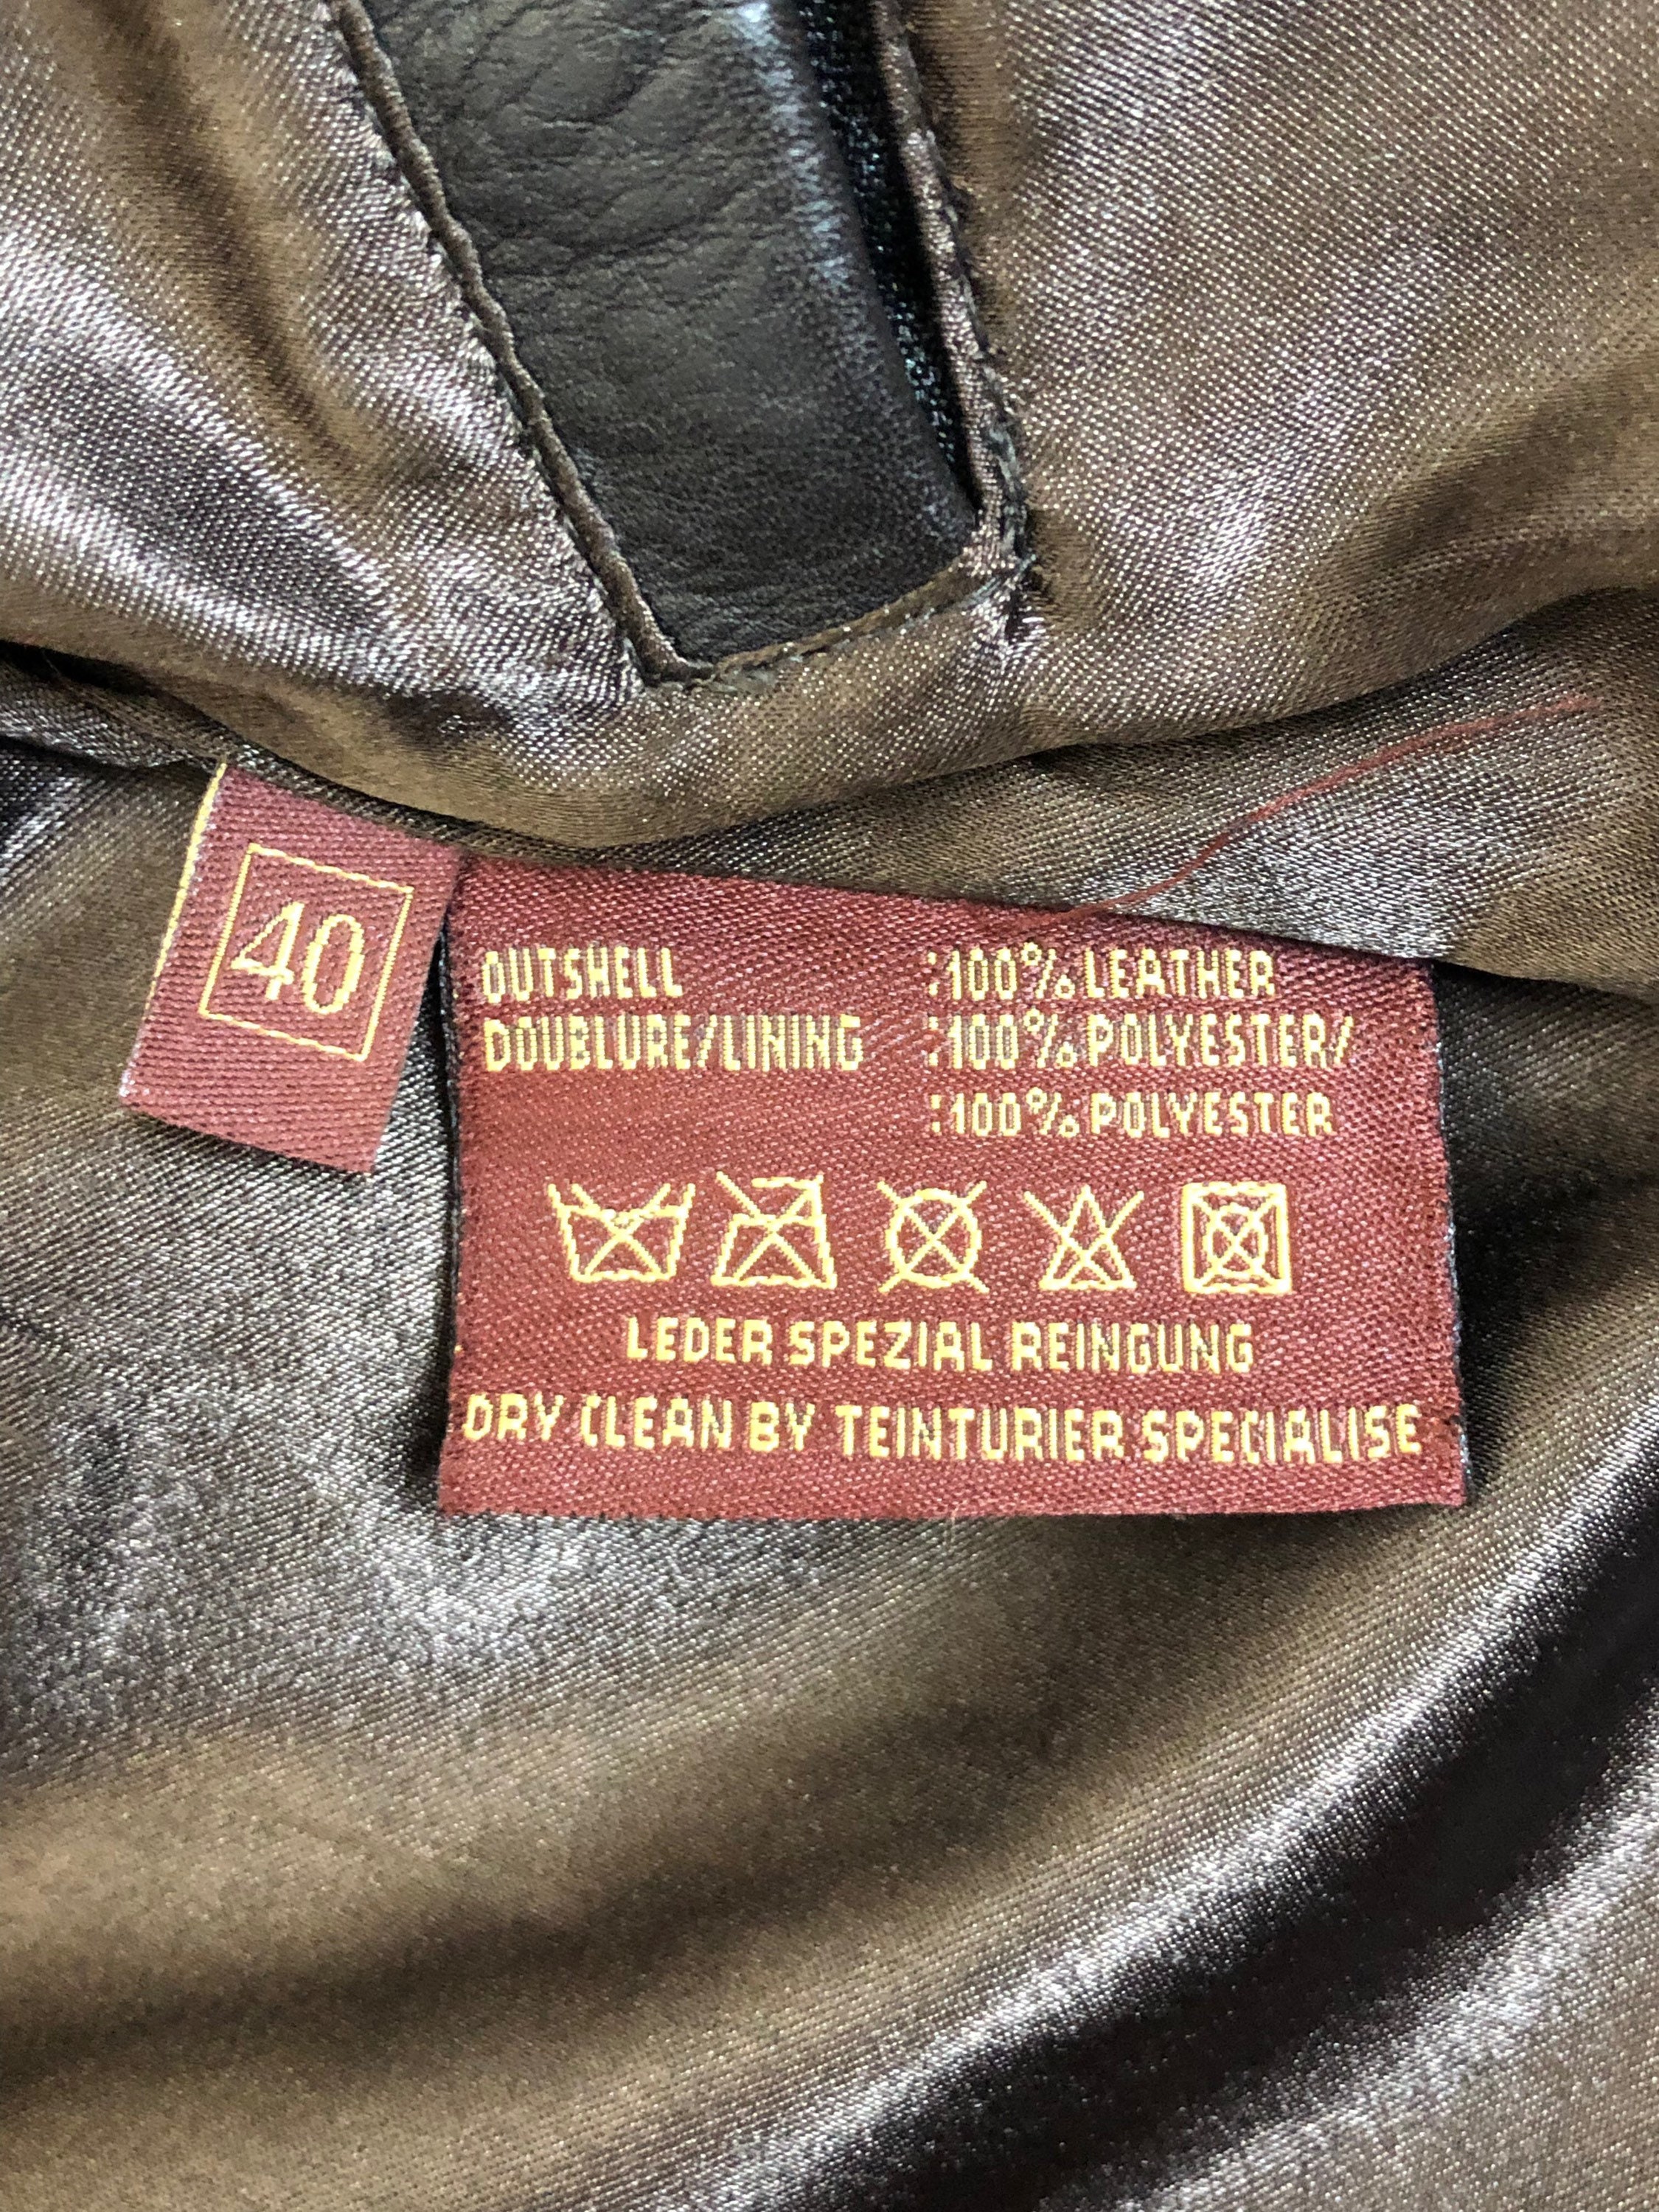 40
OUTSHELL :100% LEATHER
DOUBLURE/LINING :100% POLYESTER/
:100% POLYESTER
LEDER SPEZIAL REINGUNG
DRY CLEAN BY TEINTURIER SPECIALISE